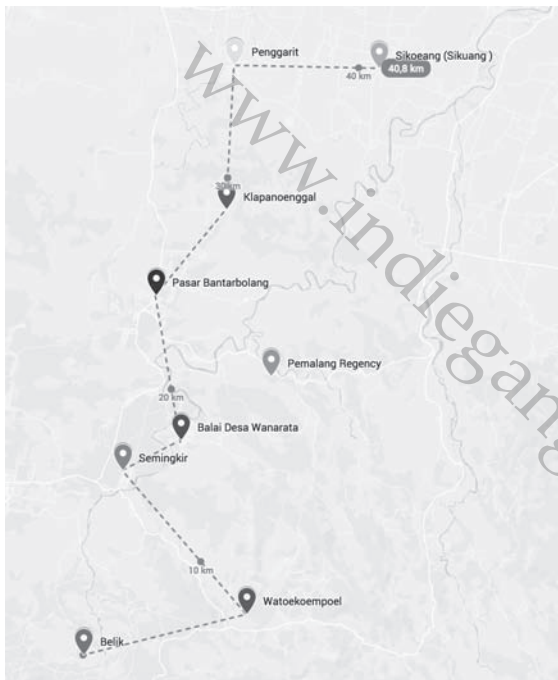 Penggarit
Sikoeang (Sikuang )
40 km
40,8 km
30 km
Klapanoenggal
Pasar Bantarbolang
Pemalang Regency
20 km
Balai Desa Wanarata
Semingkir
10 km
Watoekoempoel
Belik
www.indiegang